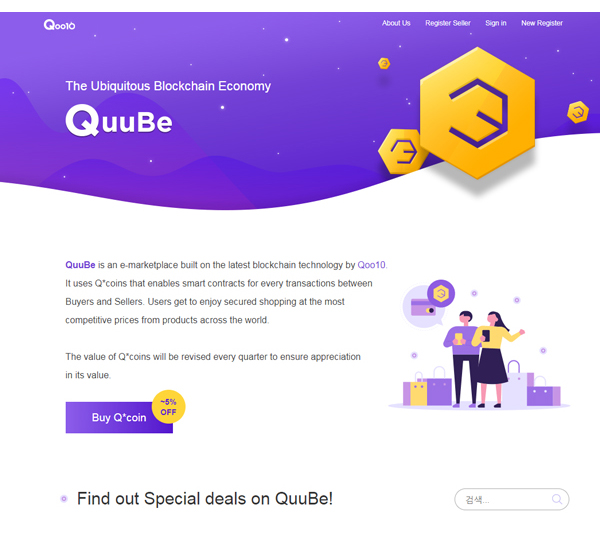 Qoo10
About Us
Register Seller
Sign in
New Register
The Ubiquitous Blockchain Economy
QuuBe
QuuBe is an e-marketplace built on the latest blockchain technology by Qoo10.
It uses Q*coins that enables smart contracts for every transactions between
Buyers and Sellers. Users get to enjoy secured shopping at the most
competitive prices from products across the world.
The value of Q*coins will be revised every quarter to ensure appreciation
in its value.
~5%
OFF
Buy Q*coin
Find out Special deals on QuuBe!
검색...